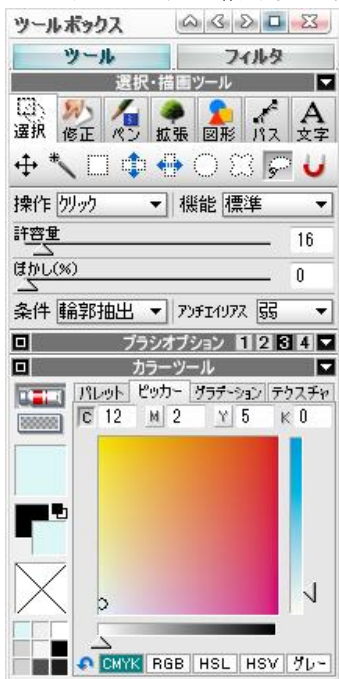 ツールボックス
ツール フィルタ
選択・描画ツール
選択 修正 ペン 拡張 図形 パス 文字
操作 クリック 機能 標準
許容量 16
ぼかし(%) 0
条件 輪郭抽出 アンチエイリアス 弱
ブラシオプション 1 2 3 4
カラーツール
パレット ピッカー グラデーション テクスチャ
C 12 M 2 Y 5 K 0
CMYK RGB HSL HSV グレー